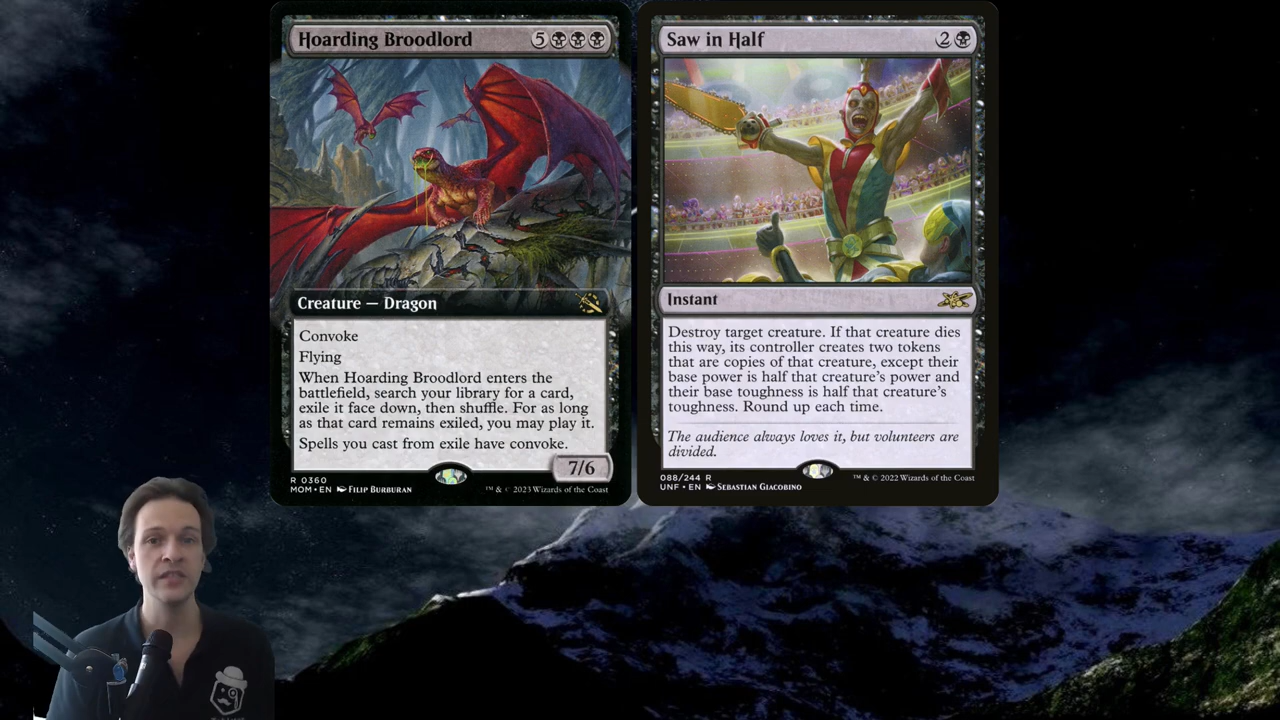 Hoarding Broodlord 5
Creature — Dragon
Convoke
Flying
When Hoarding Broodlord enters the
battlefield, search your library for a card,
exile it face down, then shuffle. For as long
as that card remains exiled, you may play it.
Spells you cast from exile have convoke.
7/6
R 0360
MOM • EN Filip Burburan
™ & © 2023 Wizards of the Coast
Saw in Half 2
Instant
Destroy target creature. If that creature dies
this way, its controller creates two tokens
that are copies of that creature, except their
base power is half that creature's power and
their base toughness is half that creature's
toughness. Round up each time.
The audience always loves it, but volunteers are
divided.
088/244 R
UNF • EN Sebastian Giacobino
™ & © 2022 Wizards of the Coast